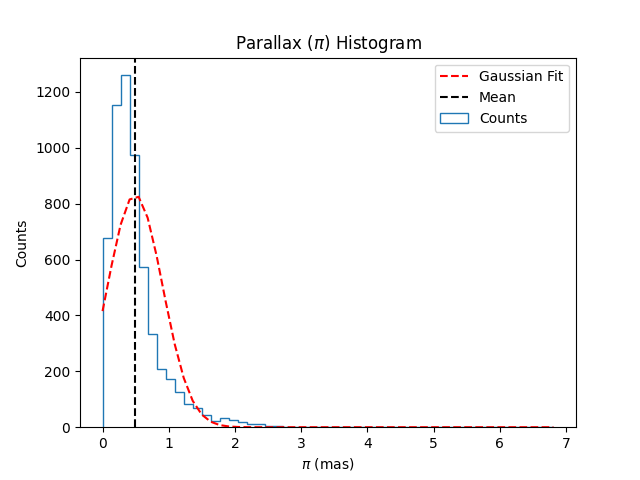 Parallax (π) Histogram
Gaussian Fit
Mean
Counts
Counts
1200
1000
800
600
400
200
0
0 1 2 3 4 5 6 7
π (mas)